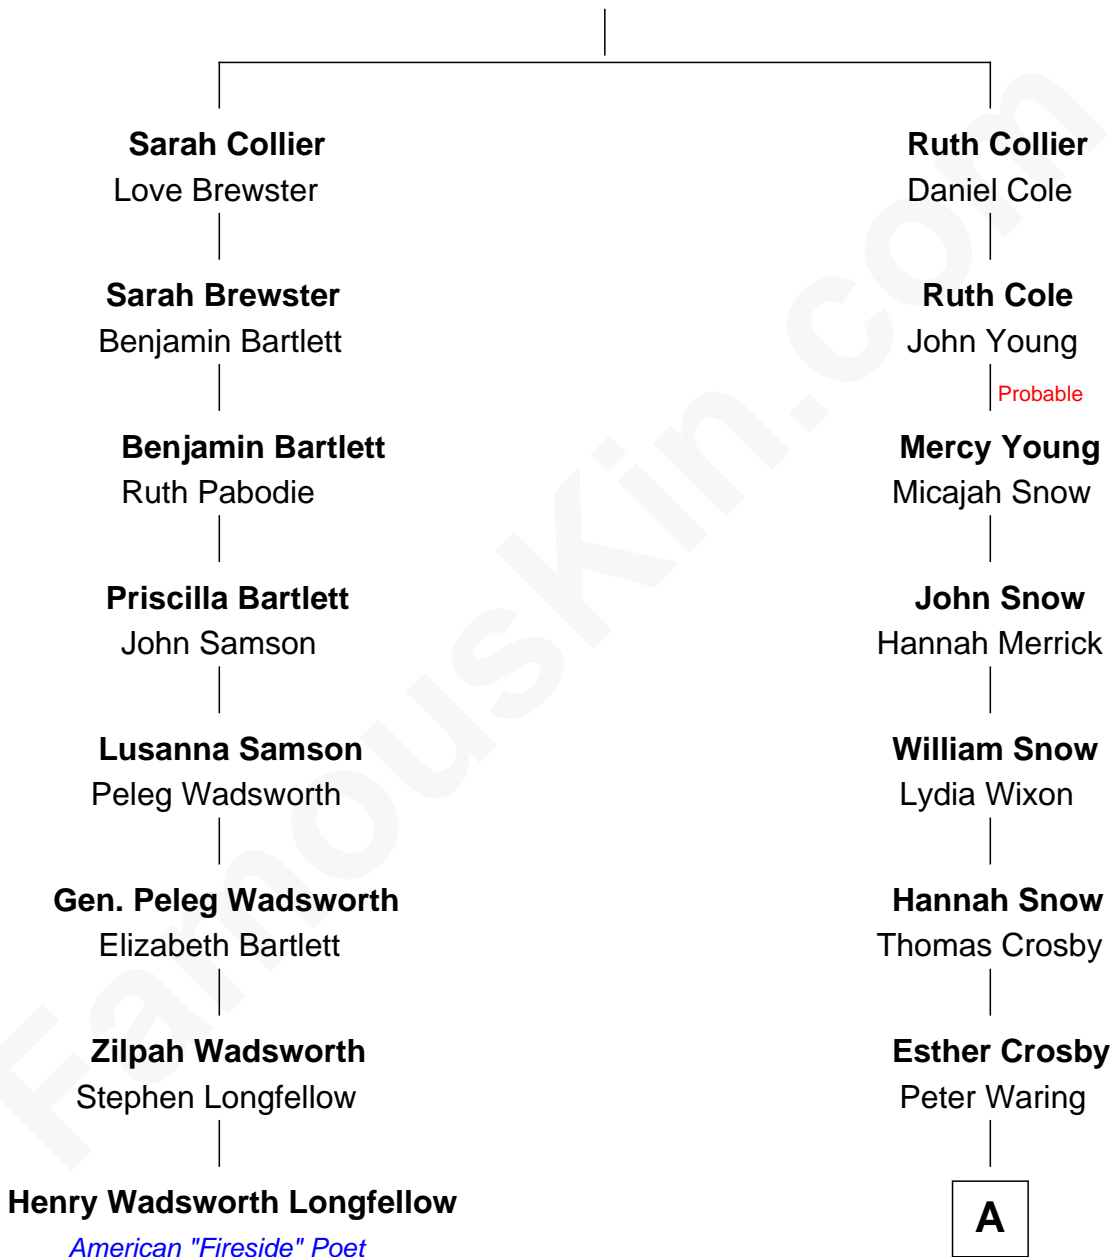 Sarah Collier
Love Brewster
Sarah Brewster
Benjamin Bartlett
Benjamin Bartlett
Ruth Pabodie
Priscilla Bartlett
John Samson
Lusanna Samson
Peleg Wadsworth
Gen. Peleg Wadsworth
Elizabeth Bartlett
Zilpah Wadsworth
Stephen Longfellow
Henry Wadsworth Longfellow
American "Fireside" Poet
Ruth Collier
Daniel Cole
Ruth Cole
John Young
Probable
Mercy Young
Micajah Snow
John Snow
Hannah Merrick
William Snow
Lydia Wixon
Hannah Snow
Thomas Crosby
Esther Crosby
Peter Waring
A
FamousKin.com